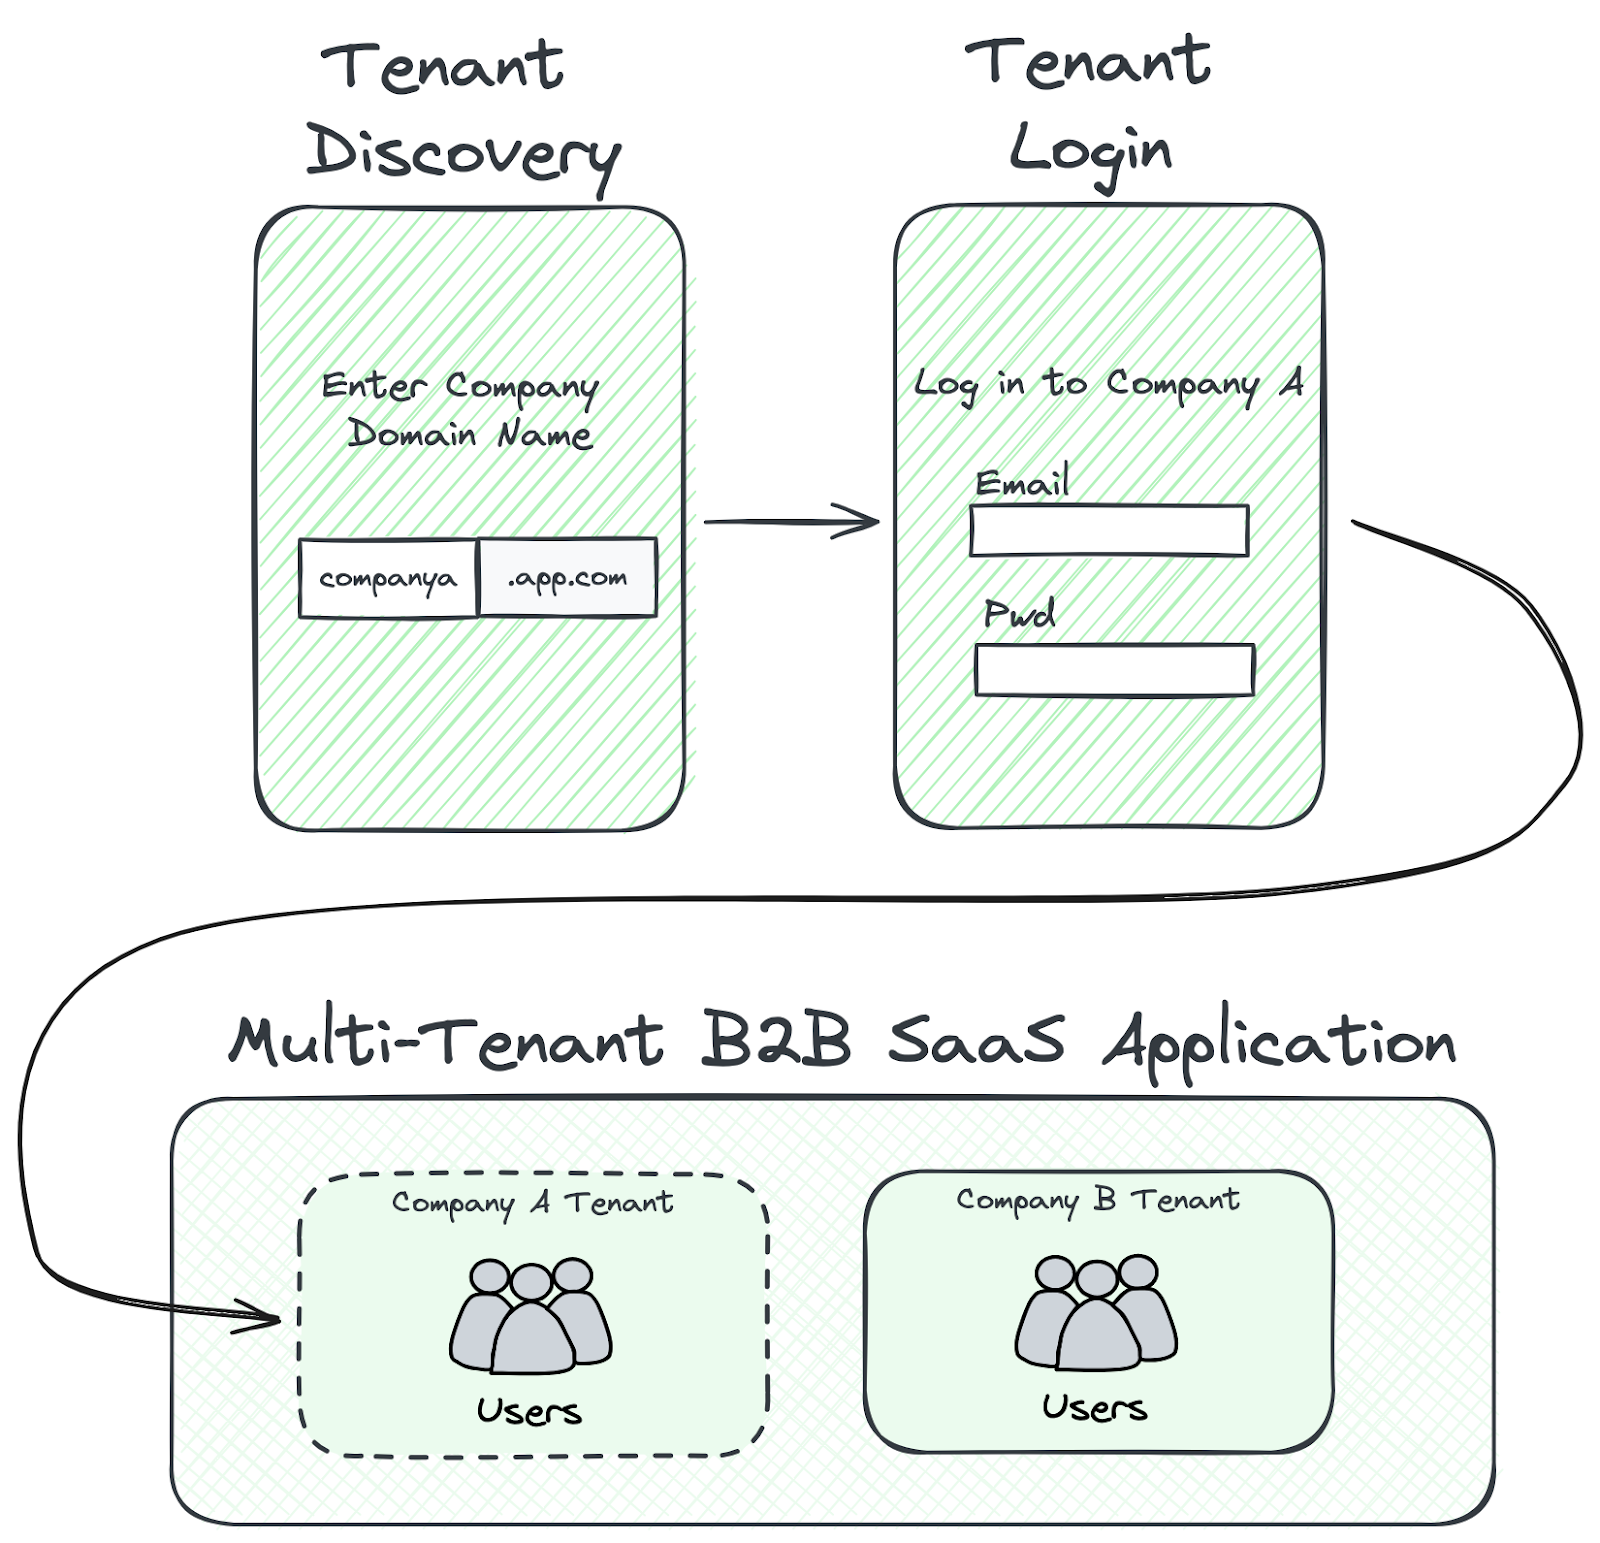 Tenant
Discovery
Enter Company
Domain Name
companya
.app.com
Tenant
Login
Log in to Company A
Email
Pwd
Multi-Tenant B2B SaaS Application
Company A Tenant
Users
Company B Tenant
Users